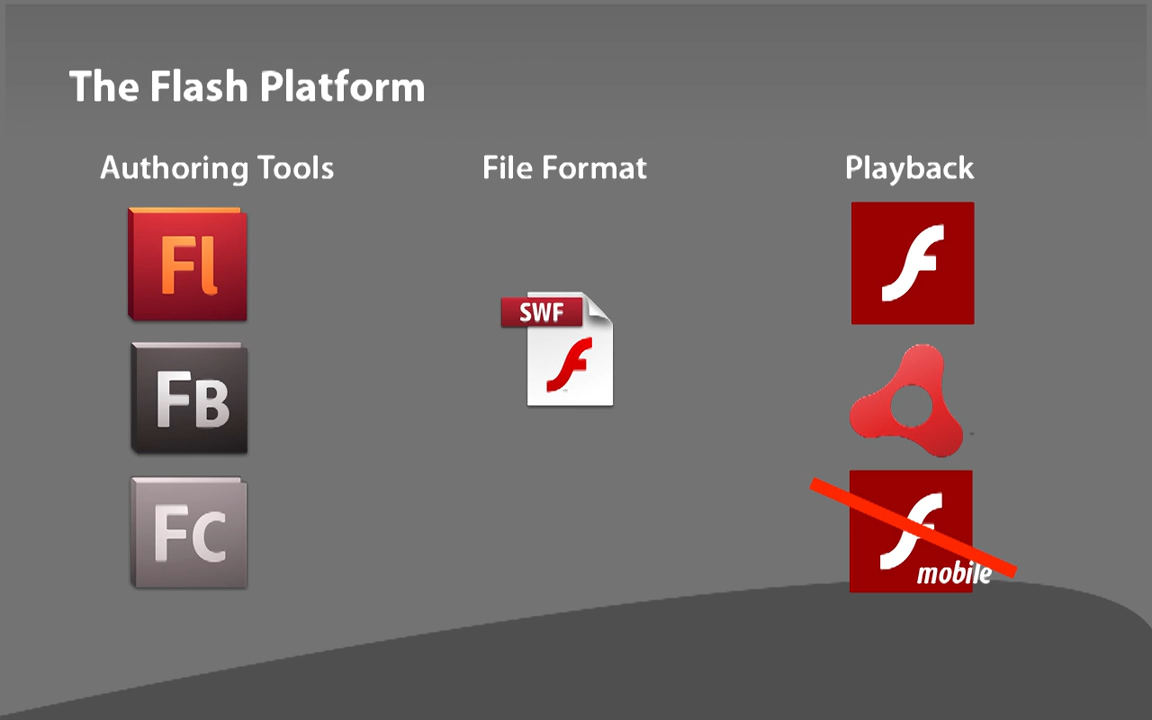 The Flash Platform
Authoring Tools
File Format
Playback
Fl
FB
FC
SWF
mobile